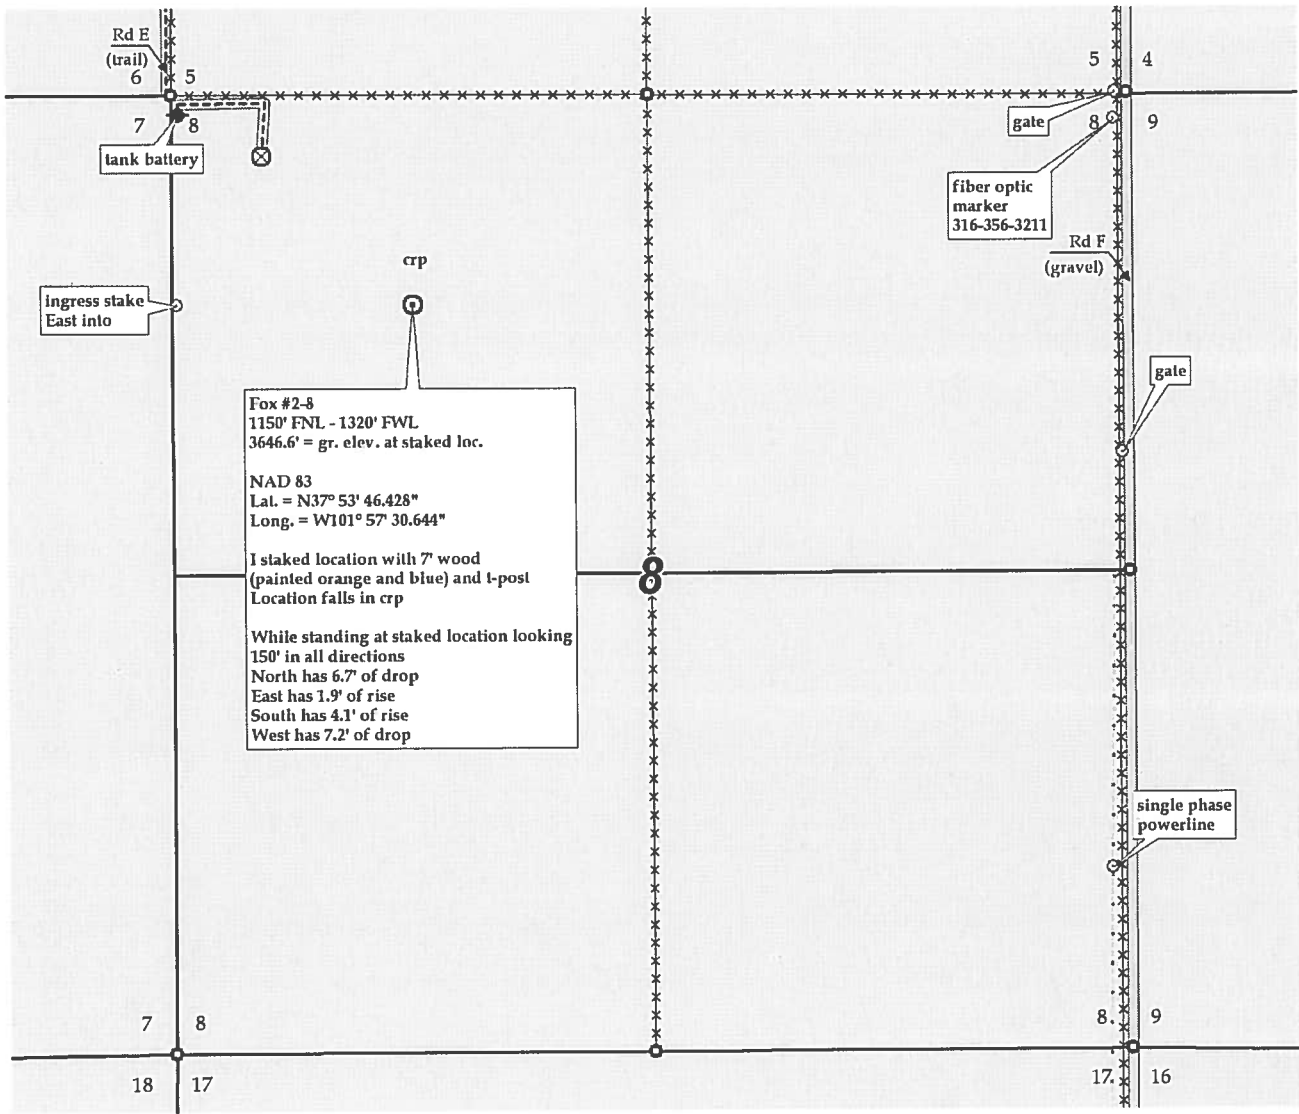 Rd E
(trail)
6 5
5 4
7 8
tank battery
gate
8 9
fiber optic
marker
316-356-3211
Rd F
(gravel)
crp
ingress stake
East into
gate
Fox #2-8
1150' FNL - 1320' FWL
3646.6' = gr. elev. at staked loc.
NAD 83
Lat. = N37° 53' 46.428"
Long. = W101° 57' 30.644"
I staked location with 7' wood
(painted orange and blue) and t-post
Location falls in crp
While standing at staked location looking
150' in all directions
North has 6.7' of drop
East has 1.9' of rise
South has 4.1' of rise
West has 7.2' of drop
8
single phase
powerline
7 8
8 9
18 17
17 16